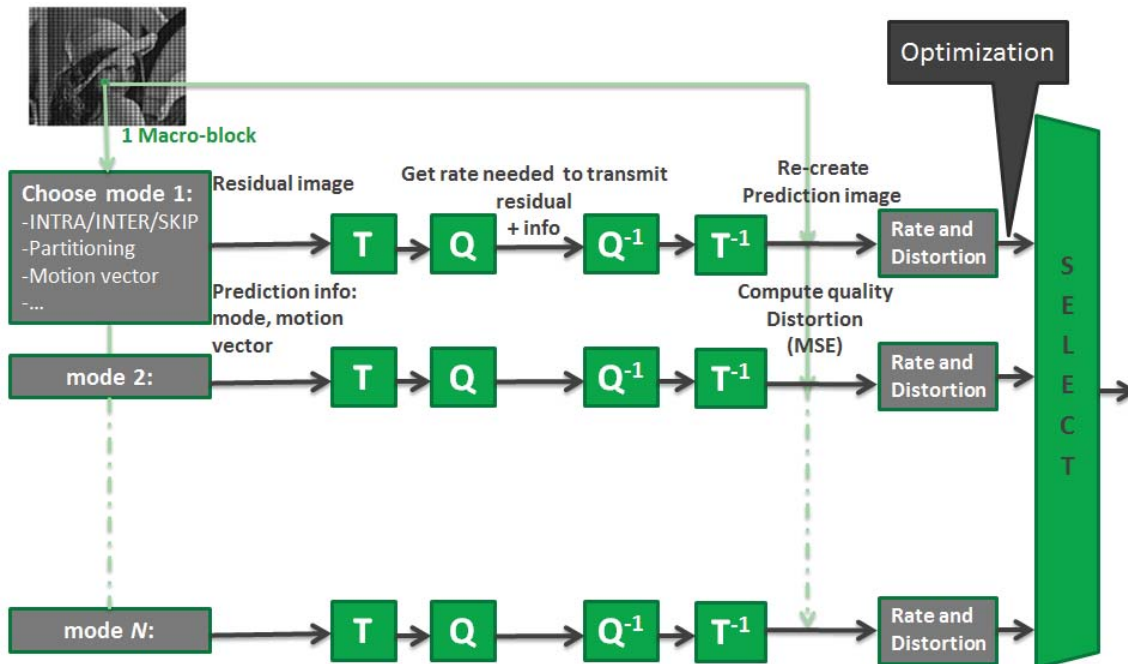 Optimization
1 Macro-block
Choose mode 1:
-INTRA/INTER/SKIP
-Partitioning
-Motion vector
-...
Residual image
Get rate needed to transmit
residual
+ info
Re-create
Prediction image
T
Q
Q⁻¹
T⁻¹
Rate and
Distortion
Prediction info:
mode, motion
vector
Compute quality
Distortion
(MSE)
mode 2:
T
Q
Q⁻¹
T⁻¹
Rate and
Distortion
SELECT
mode N:
T
Q
Q⁻¹
T⁻¹
Rate and
Distortion